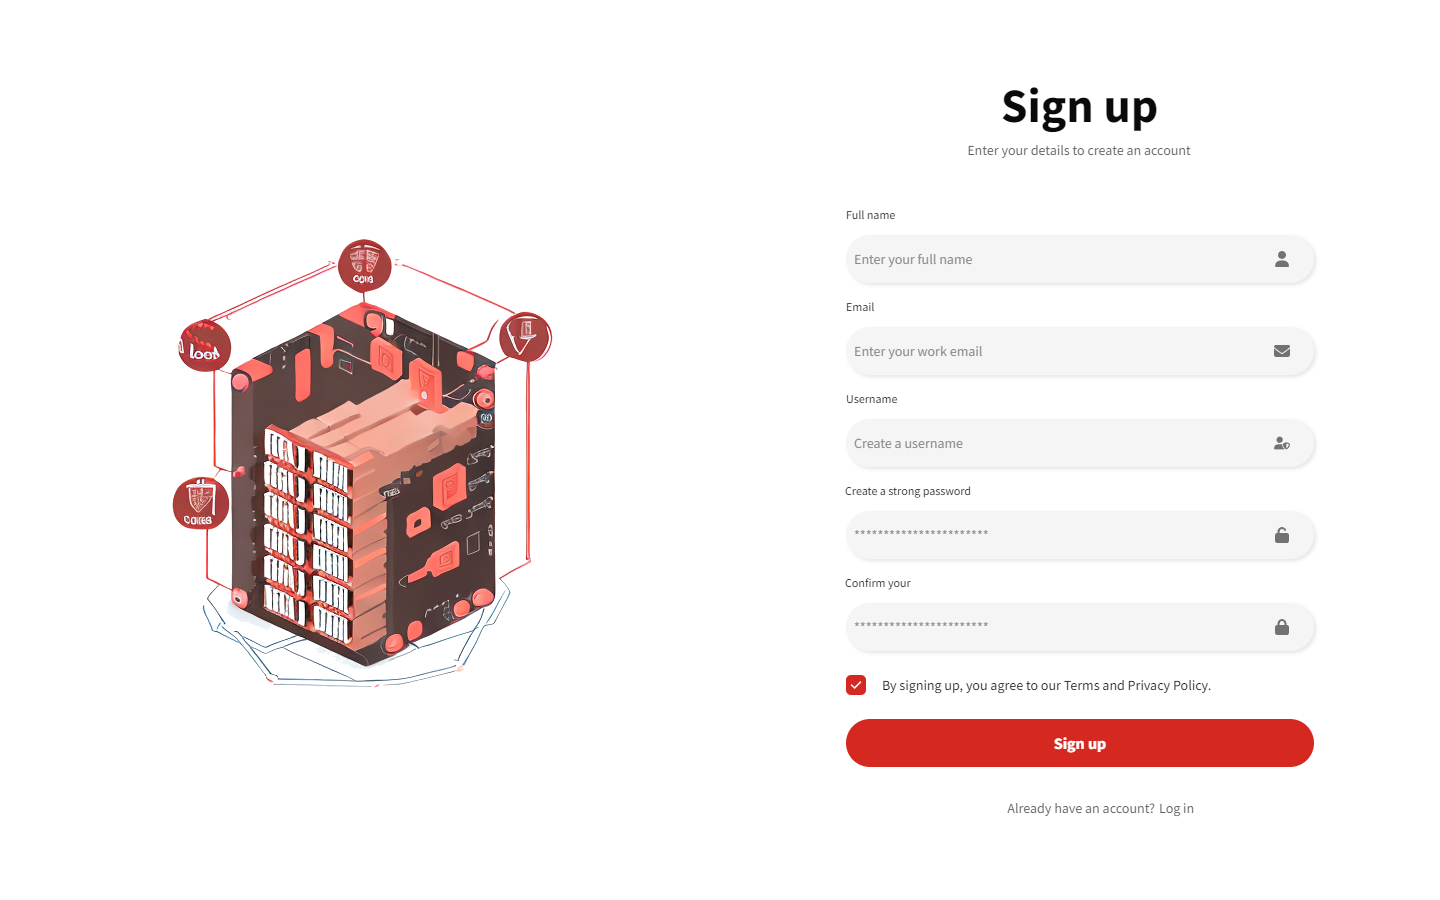 Sign up
Enter your details to create an account
Full name
Enter your full name
Email
Enter your work email
Username
Create a username
Create a strong password
***********************
Confirm your
***********************
By signing up, you agree to our Terms and Privacy Policy.
Sign up
Already have an account? Log in